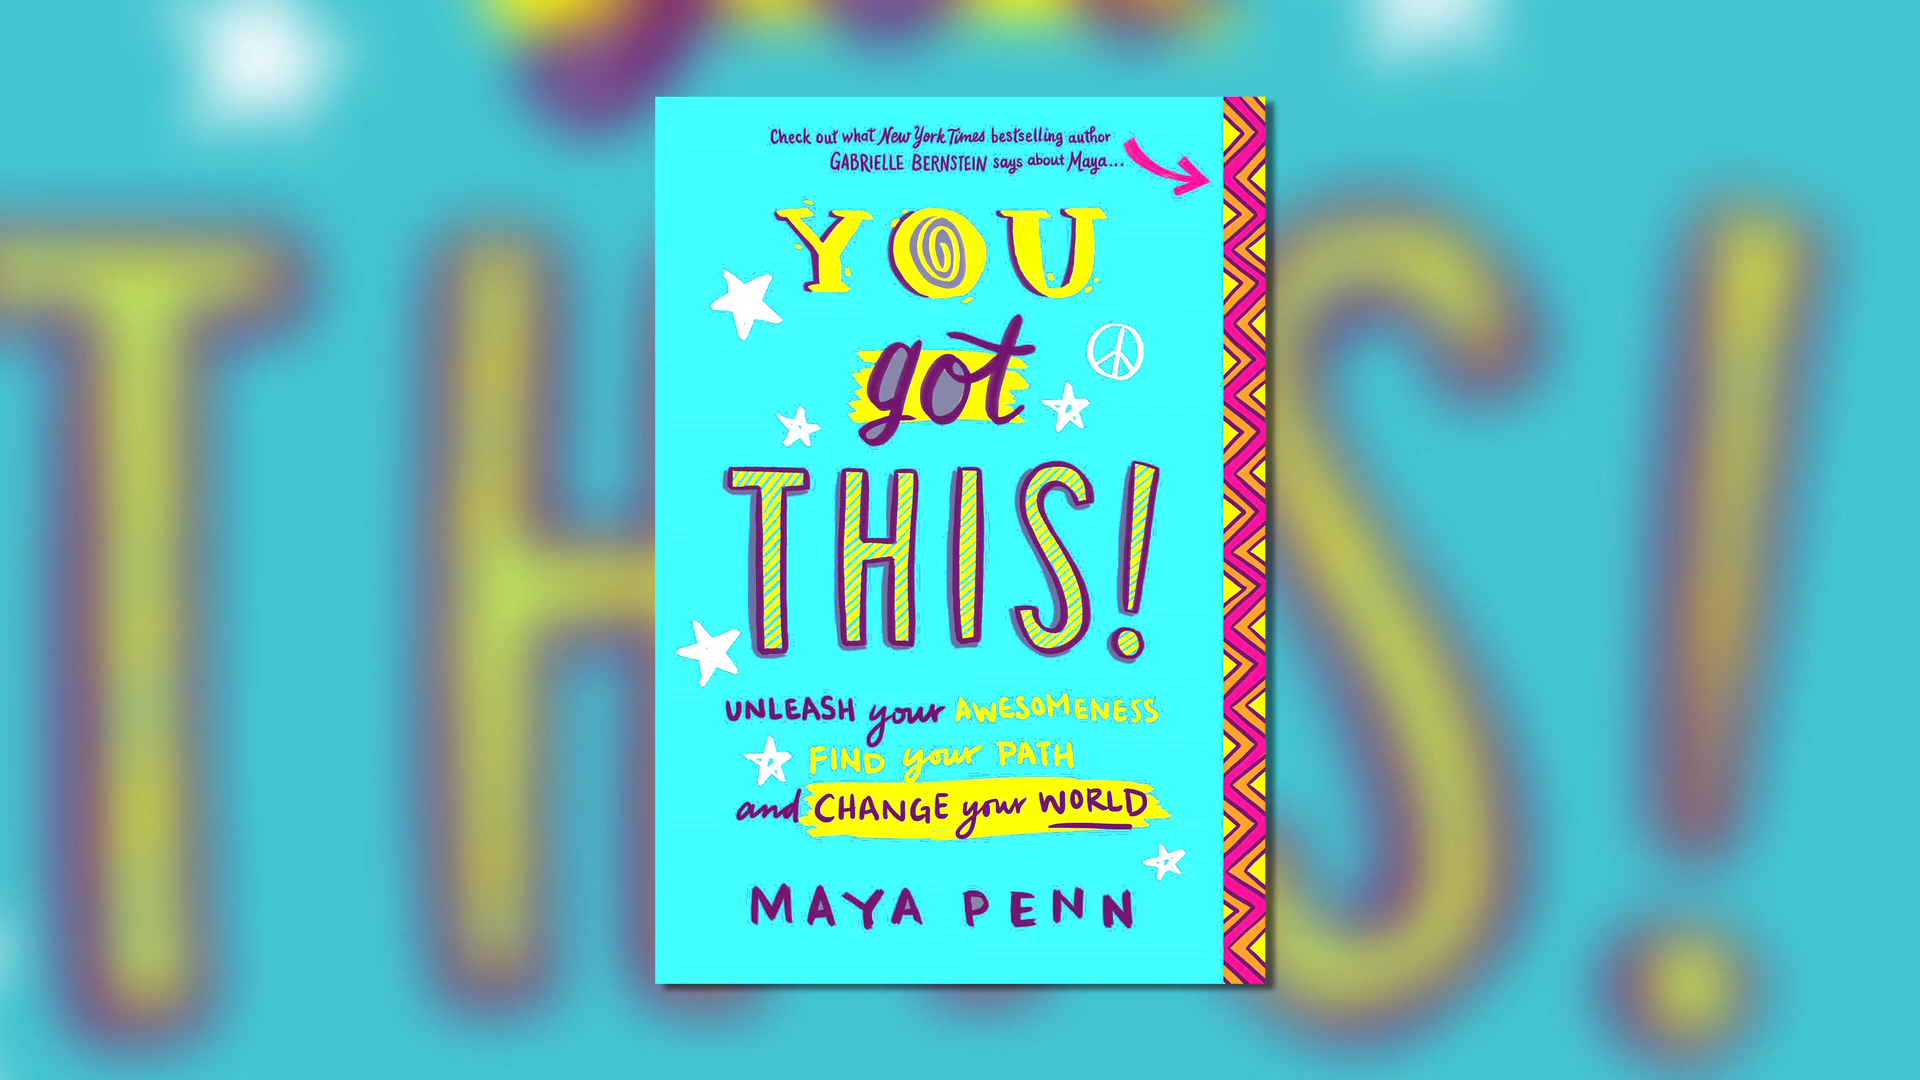 Check out what New York Times bestselling author
GABRIELLE BERNSTEIN says about Maya...
YOU
got
THIS!
UNLEASH your AWESOMENESS
FIND your PATH
and CHANGE your WORLD
MAYA PENN